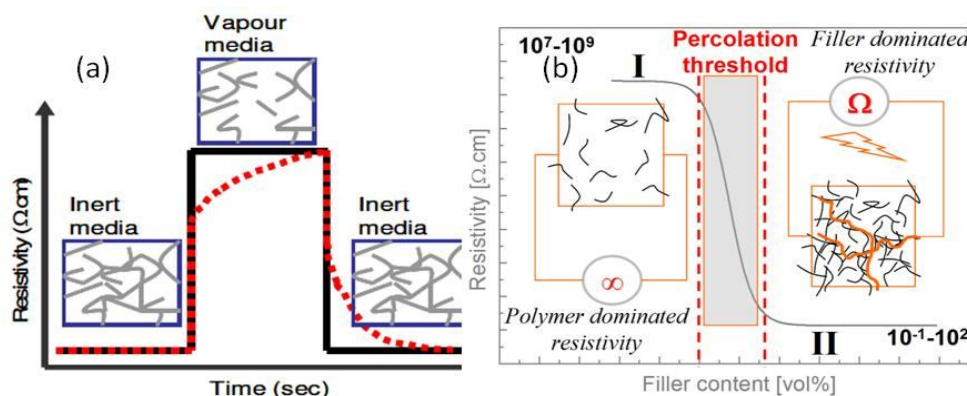 Vapour
media
(a)
Inert
media
Inert
media
Resistivity (Ω.cm)
Time (sec)
10⁷-10⁹
(b)
I
Percolation
threshold
Filler dominated
resistivity
Ω
∞
Polymer dominated
resistivity
II
10⁻¹-10²
Resistivity [Ω.cm]
Filler content [vol%]